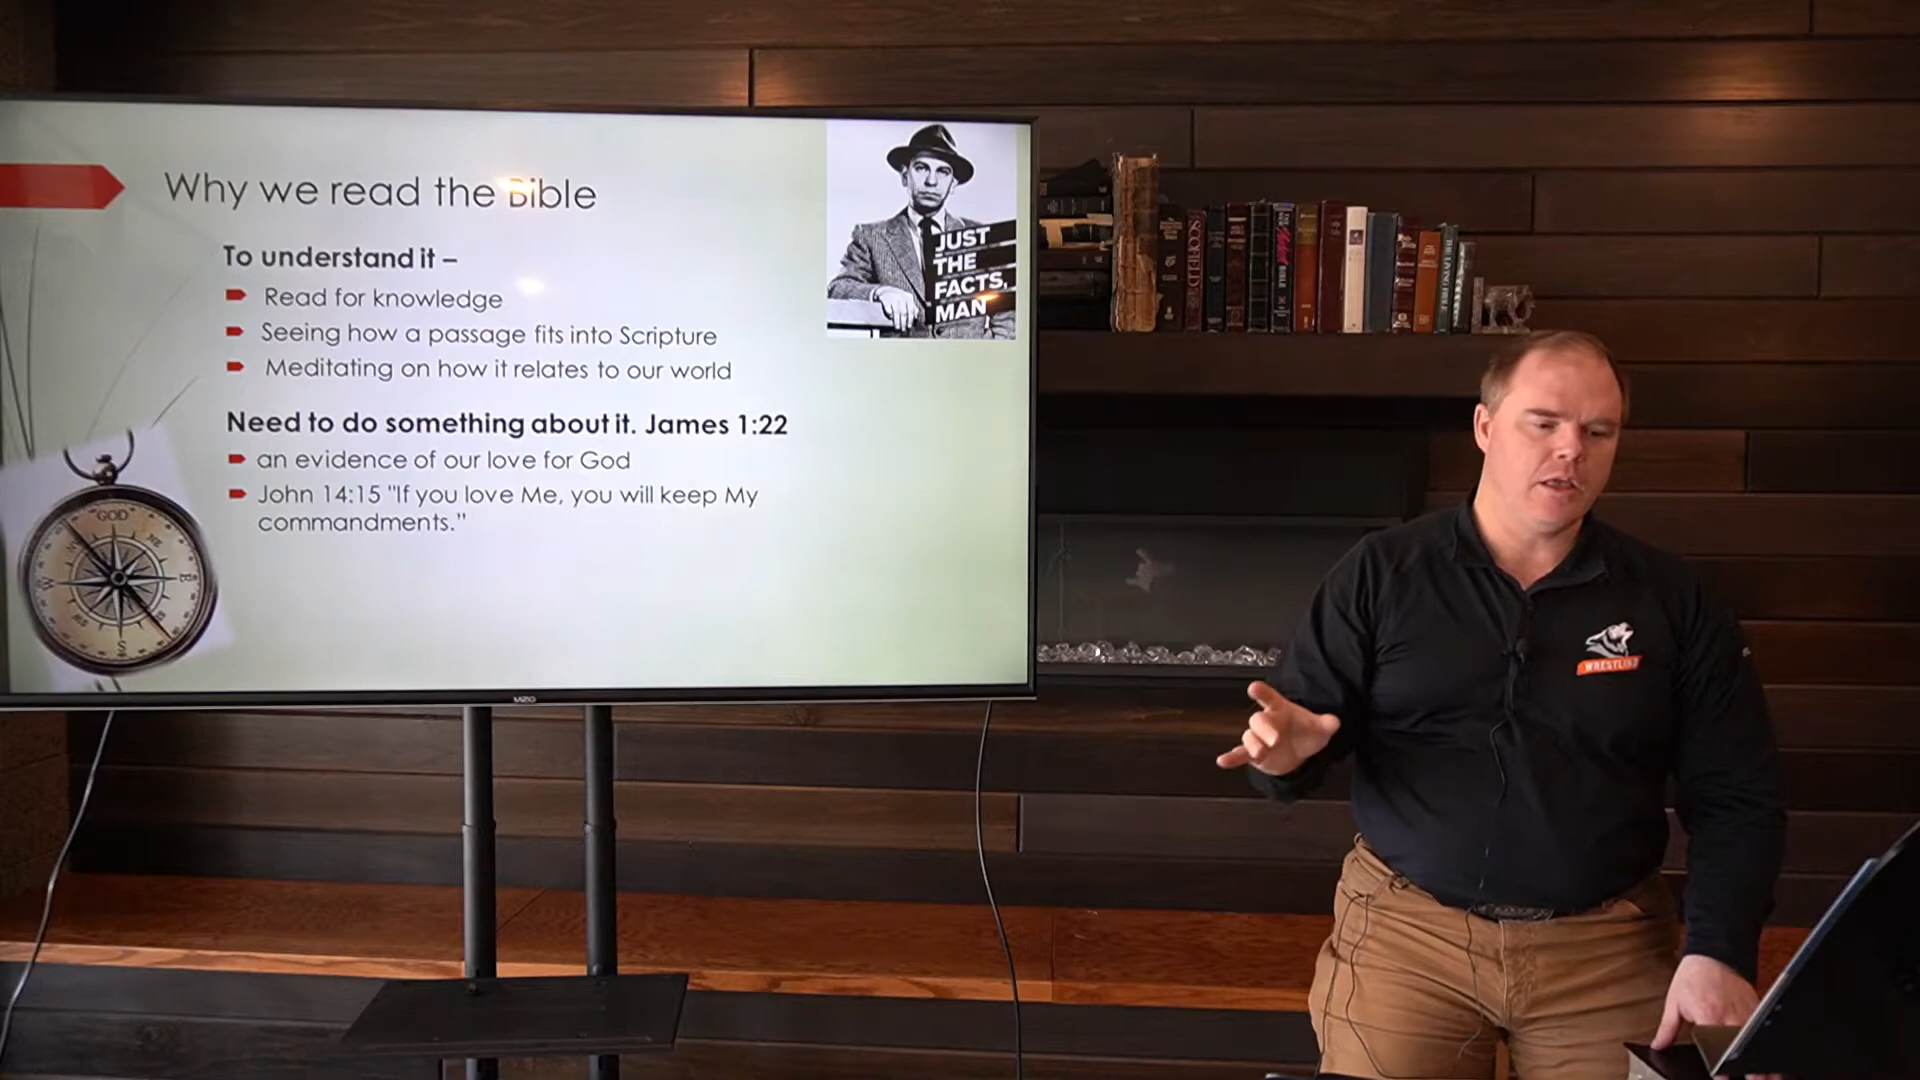 Why we read the Bible
JUST
THE
FACTS,
MAN
To understand it –
Read for knowledge
Seeing how a passage fits into Scripture
Meditating on how it relates to our world
Need to do something about it. James 1:22
an evidence of our love for God
John 14:15 "If you love Me, you will keep My
commandments."
GOD
NE
W
S
VIZIO
SCOFIELD
WRESTLING